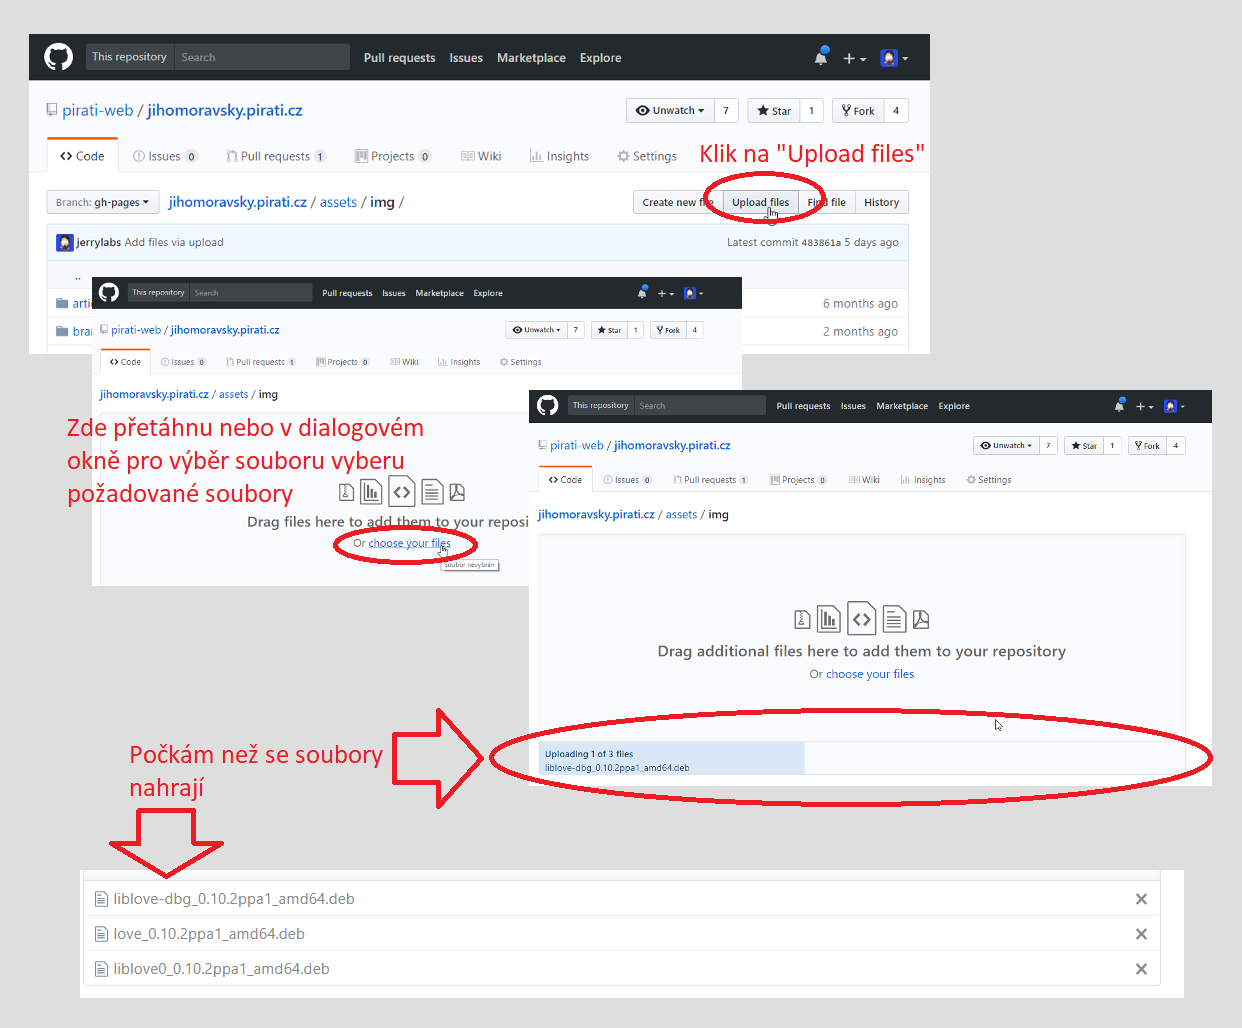 This repository Search Pull requests Issues Marketplace Explore
pirati-web / jihomoravsky.pirati.cz Unwatch 7 Star 1 Fork 4
Code Issues 0 Pull requests 1 Projects 0 Wiki Insights Settings
Klik na "Upload files"
Branch: gh-pages jihomoravsky.pirati.cz / assets / img / Create new file Upload files Find file History
jerrylabs Add files via upload Latest commit 483861a 5 days ago
..
6 months ago
2 months ago
This repository Search Pull requests Issues Marketplace Explore
pirati-web / jihomoravsky.pirati.cz Unwatch 7 Star 1 Fork 4
Code Issues 0 Pull requests 1 Projects 0 Wiki Insights Settings
jihomoravsky.pirati.cz / assets / img
Zde přetáhnu nebo v dialogovém
okně pro výběr souboru vyberu
požadované soubory
Drag files here to add them to your reposi
Or choose your files
Soubor nevybrán
This repository Search Pull requests Issues Marketplace Explore
pirati-web / jihomoravsky.pirati.cz Unwatch 7 Star 1 Fork 4
Code Issues 0 Pull requests 1 Projects 0 Wiki Insights Settings
jihomoravsky.pirati.cz / assets / img
Drag additional files here to add them to your repository
Or choose your files
Uploading 1 of 3 files
liblove-dbg_0.10.2ppa1_amd64.deb
Počkám než se soubory
nahrají
liblove-dbg_0.10.2ppa1_amd64.deb
love_0.10.2ppa1_amd64.deb
liblove0_0.10.2ppa1_amd64.deb